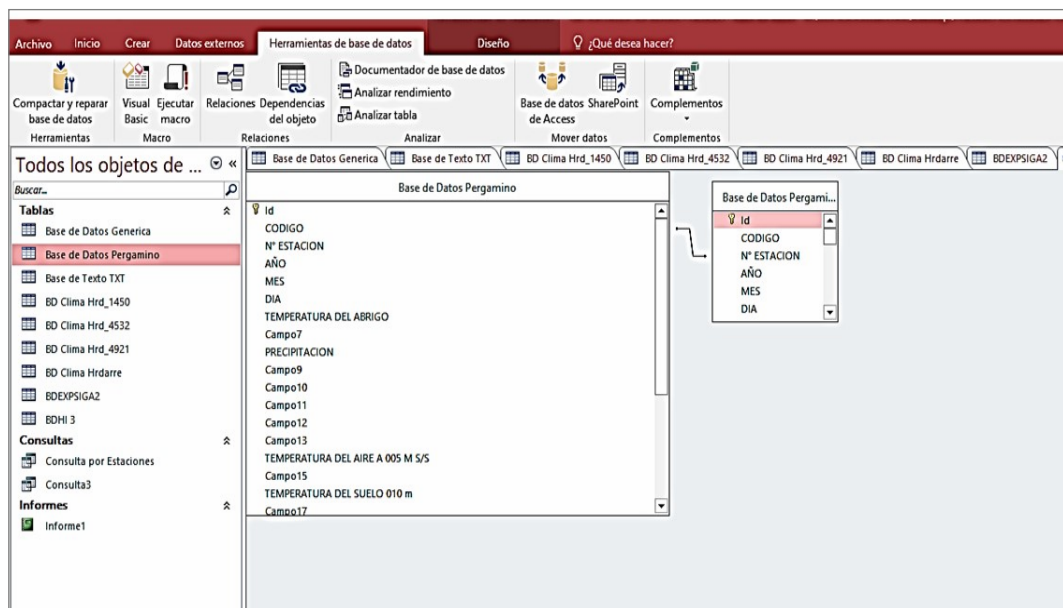 Archivo Inicio Crear Datos externos Herramientas de base de datos Diseño ¿Qué desea hacer?
Compactar y reparar base de datos
Visual Basic
Ejecutar macro
Relaciones
Dependencias del objeto
Documentador de base de datos
Analizar rendimiento
Analizar tabla
Base de datos de Access
SharePoint
Complementos
Herramientas Macro Relaciones Analizar Mover datos Complementos
Todos los objetos de ... «
Buscar...
Tablas
Base de Datos Generica
Base de Datos Pergamino
Base de Texto TXT
BD Clima Hrd_1450
BD Clima Hrd_4532
BD Clima Hrd_4921
BD Clima Hrdarre
BDEXPSIGA2
BDHI 3
Consultas
Consulta por Estaciones
Consulta3
Informes
Informe1
Base de Datos Generica Base de Texto TXT BD Clima Hrd_1450 BD Clima Hrd_4532 BD Clima Hrd_4921 BD Clima Hrdarre BDEXPSIGA2
Base de Datos Pergamino
Id
CODIGO
N° ESTACION
AÑO
MES
DIA
TEMPERATURA DEL ABRIGO
Campo7
PRECIPITACION
Campo9
Campo10
Campo11
Campo12
Campo13
TEMPERATURA DEL AIRE A 005 M S/S
Campo15
TEMPERATURA DEL SUELO 010 m
Campo17
Base de Datos Pergami...
Id
CODIGO
N° ESTACION
AÑO
MES
DIA